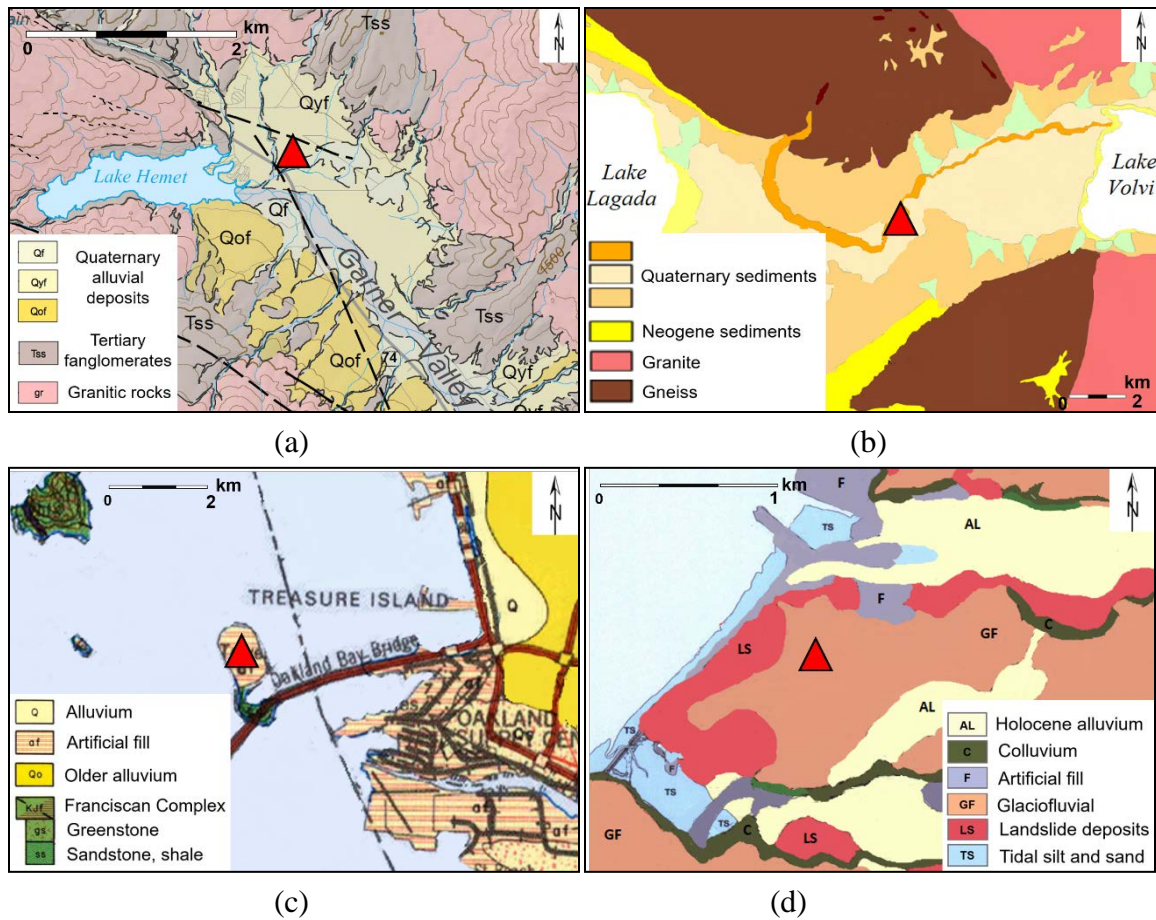 km
0 2
N
Tss
Qyf
Lake Hemet
Qf
Qof
Garner
Valle
Tss
Qof
74
Qyf
Qf
Qyf
Qof
Quaternary
alluvial
deposits
Tss
Tertiary
fanglomerates
gr
Granitic rocks
(a)
N
Lake
Lagada
Lake
Volvi
Quaternary sediments
Neogene sediments
Granite
Gneiss
km
0 2
(b)
km
0 2
N
af
TREASURE ISLAND
Q
Oakland Bay Bridge
OAKLAND
af
Q Alluvium
af Artificial fill
Qo Older alluvium
KJf Franciscan Complex
gs Greenstone
ss Sandstone, shale
(c)
km
0 1
N
F
TS
AL
F
LS
GF
C
AL
TS
F
TS
TS
C
GF
LS
AL Holocene alluvium
C Colluvium
F Artificial fill
GF Glaciofluvial
LS Landslide deposits
TS Tidal silt and sand
(d)